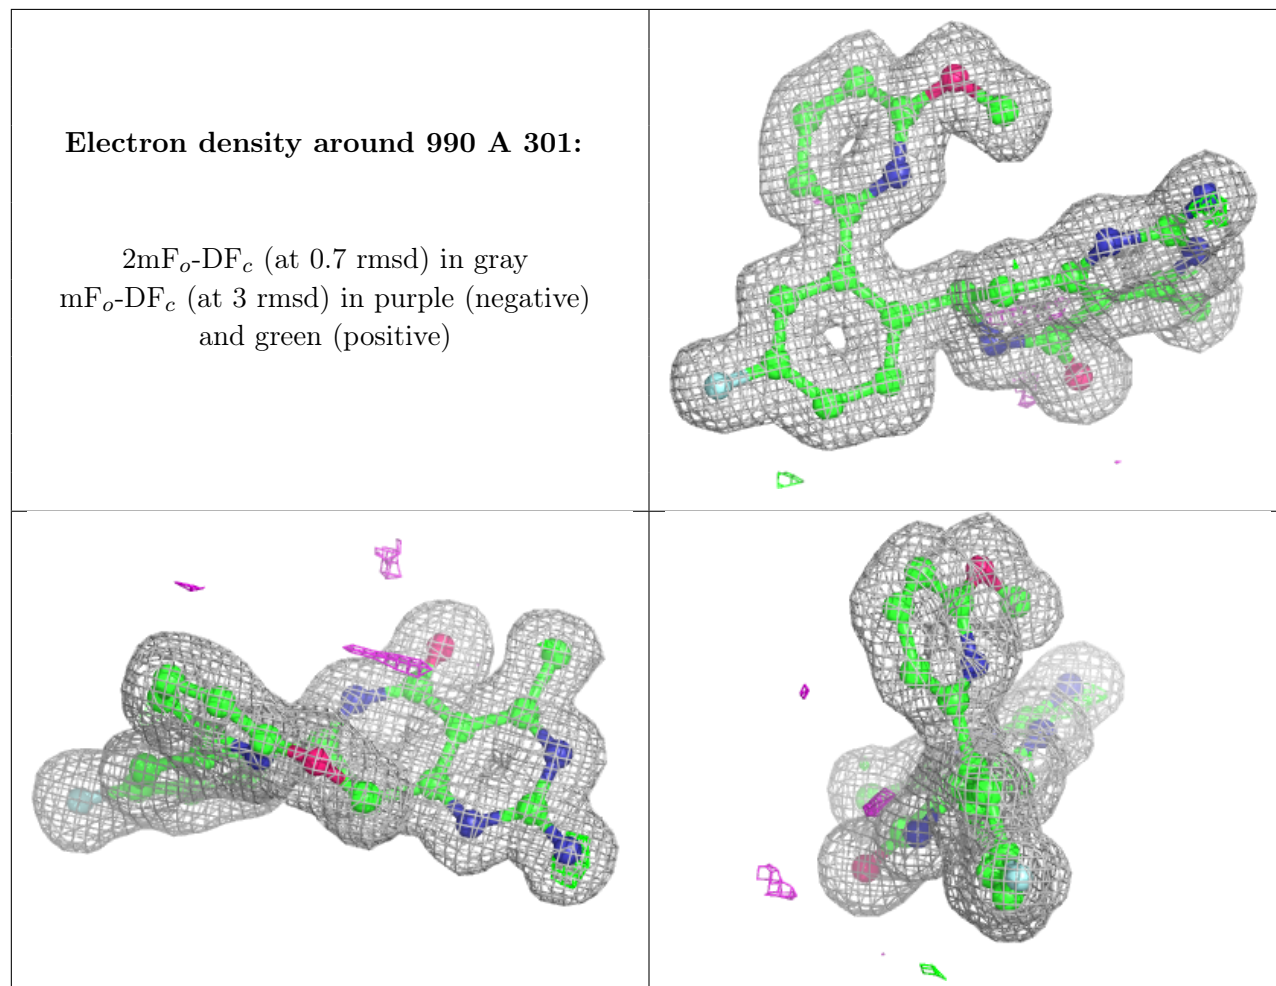 Electron density around 990 A 301:
2mFo-DFc (at 0.7 rmsd) in gray
mFo-DFc (at 3 rmsd) in purple (negative)
and green (positive)